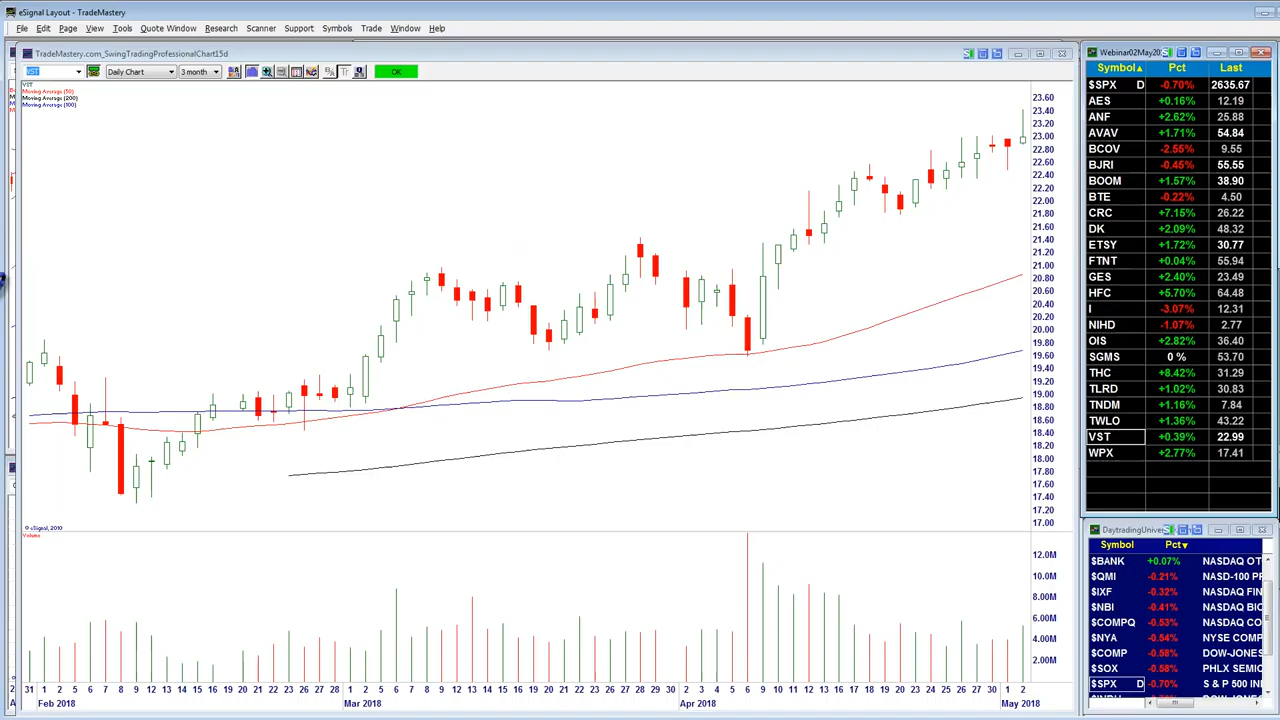 eSignal Layout - TradeMastery
File Edit Page View Tools Quote Window Research Scanner Support Symbols Trade Window Help
TradeMastery.com_SwingTradingProfessionalChart15d
VST Daily Chart 3 month OK
VST
Moving Average (50)
Moving Average (200)
Moving Average (100)
23.60
23.40
23.20
23.00
22.80
22.60
22.40
22.20
22.00
21.80
21.60
21.40
21.20
21.00
20.80
20.60
20.40
20.20
20.00
19.80
19.60
19.40
19.20
19.00
18.80
18.60
18.40
18.20
18.00
17.80
17.60
17.40
17.20
17.00
© eSignal, 2010
Volume
12.0M
10.0M
8.00M
6.00M
4.00M
2.00M
31 1 2 5 6 7 8 9 12 13 14 15 16 19 20 21 22 23 26 27 28 1 2 5 6 7 8 9 12 13 14 15 16 19 20 21 22 23 26 27 28 29 30 2 3 4 5 6 9 10 11 12 13 16 17 18 19 20 23 24 25 26 27 30 1 2
Feb 2018 Mar 2018 Apr 2018 May 2018
Webinar02May20
Symbol Pct Last
$SPX D -0.70% 2635.67
AES +0.16% 12.19
ANF +2.62% 25.88
AVAV +1.71% 54.84
BCOV -2.55% 9.55
BJRI -0.45% 55.55
BOOM +1.57% 38.90
BTE -0.22% 4.50
CRC +7.15% 26.22
DK +2.09% 48.32
ETSY +1.72% 30.77
FTNT +0.04% 55.94
GES +2.40% 23.49
HFC +5.70% 64.48
I -3.07% 12.31
NIHD -1.07% 2.77
OIS +2.82% 36.40
SGMS 0 % 53.70
THC +8.42% 31.29
TLRD +1.02% 30.83
TNDM +1.16% 7.84
TWLO +1.36% 43.22
VST +0.39% 22.99
WPX +2.77% 17.41
DaytradingUniver
Symbol Pct
$BANK +0.07% NASDAQ OT
$QMI -0.21% NASD-100 PR
$IXF -0.32% NASDAQ FIN
$NBI -0.41% NASDAQ BIO
$COMPQ -0.53% NASDAQ CO
$NYA -0.54% NYSE COMP
$COMP -0.58% DOW-JONES
$SOX -0.58% PHLX SEMIC
$SPX D -0.70% S & P 500 INI